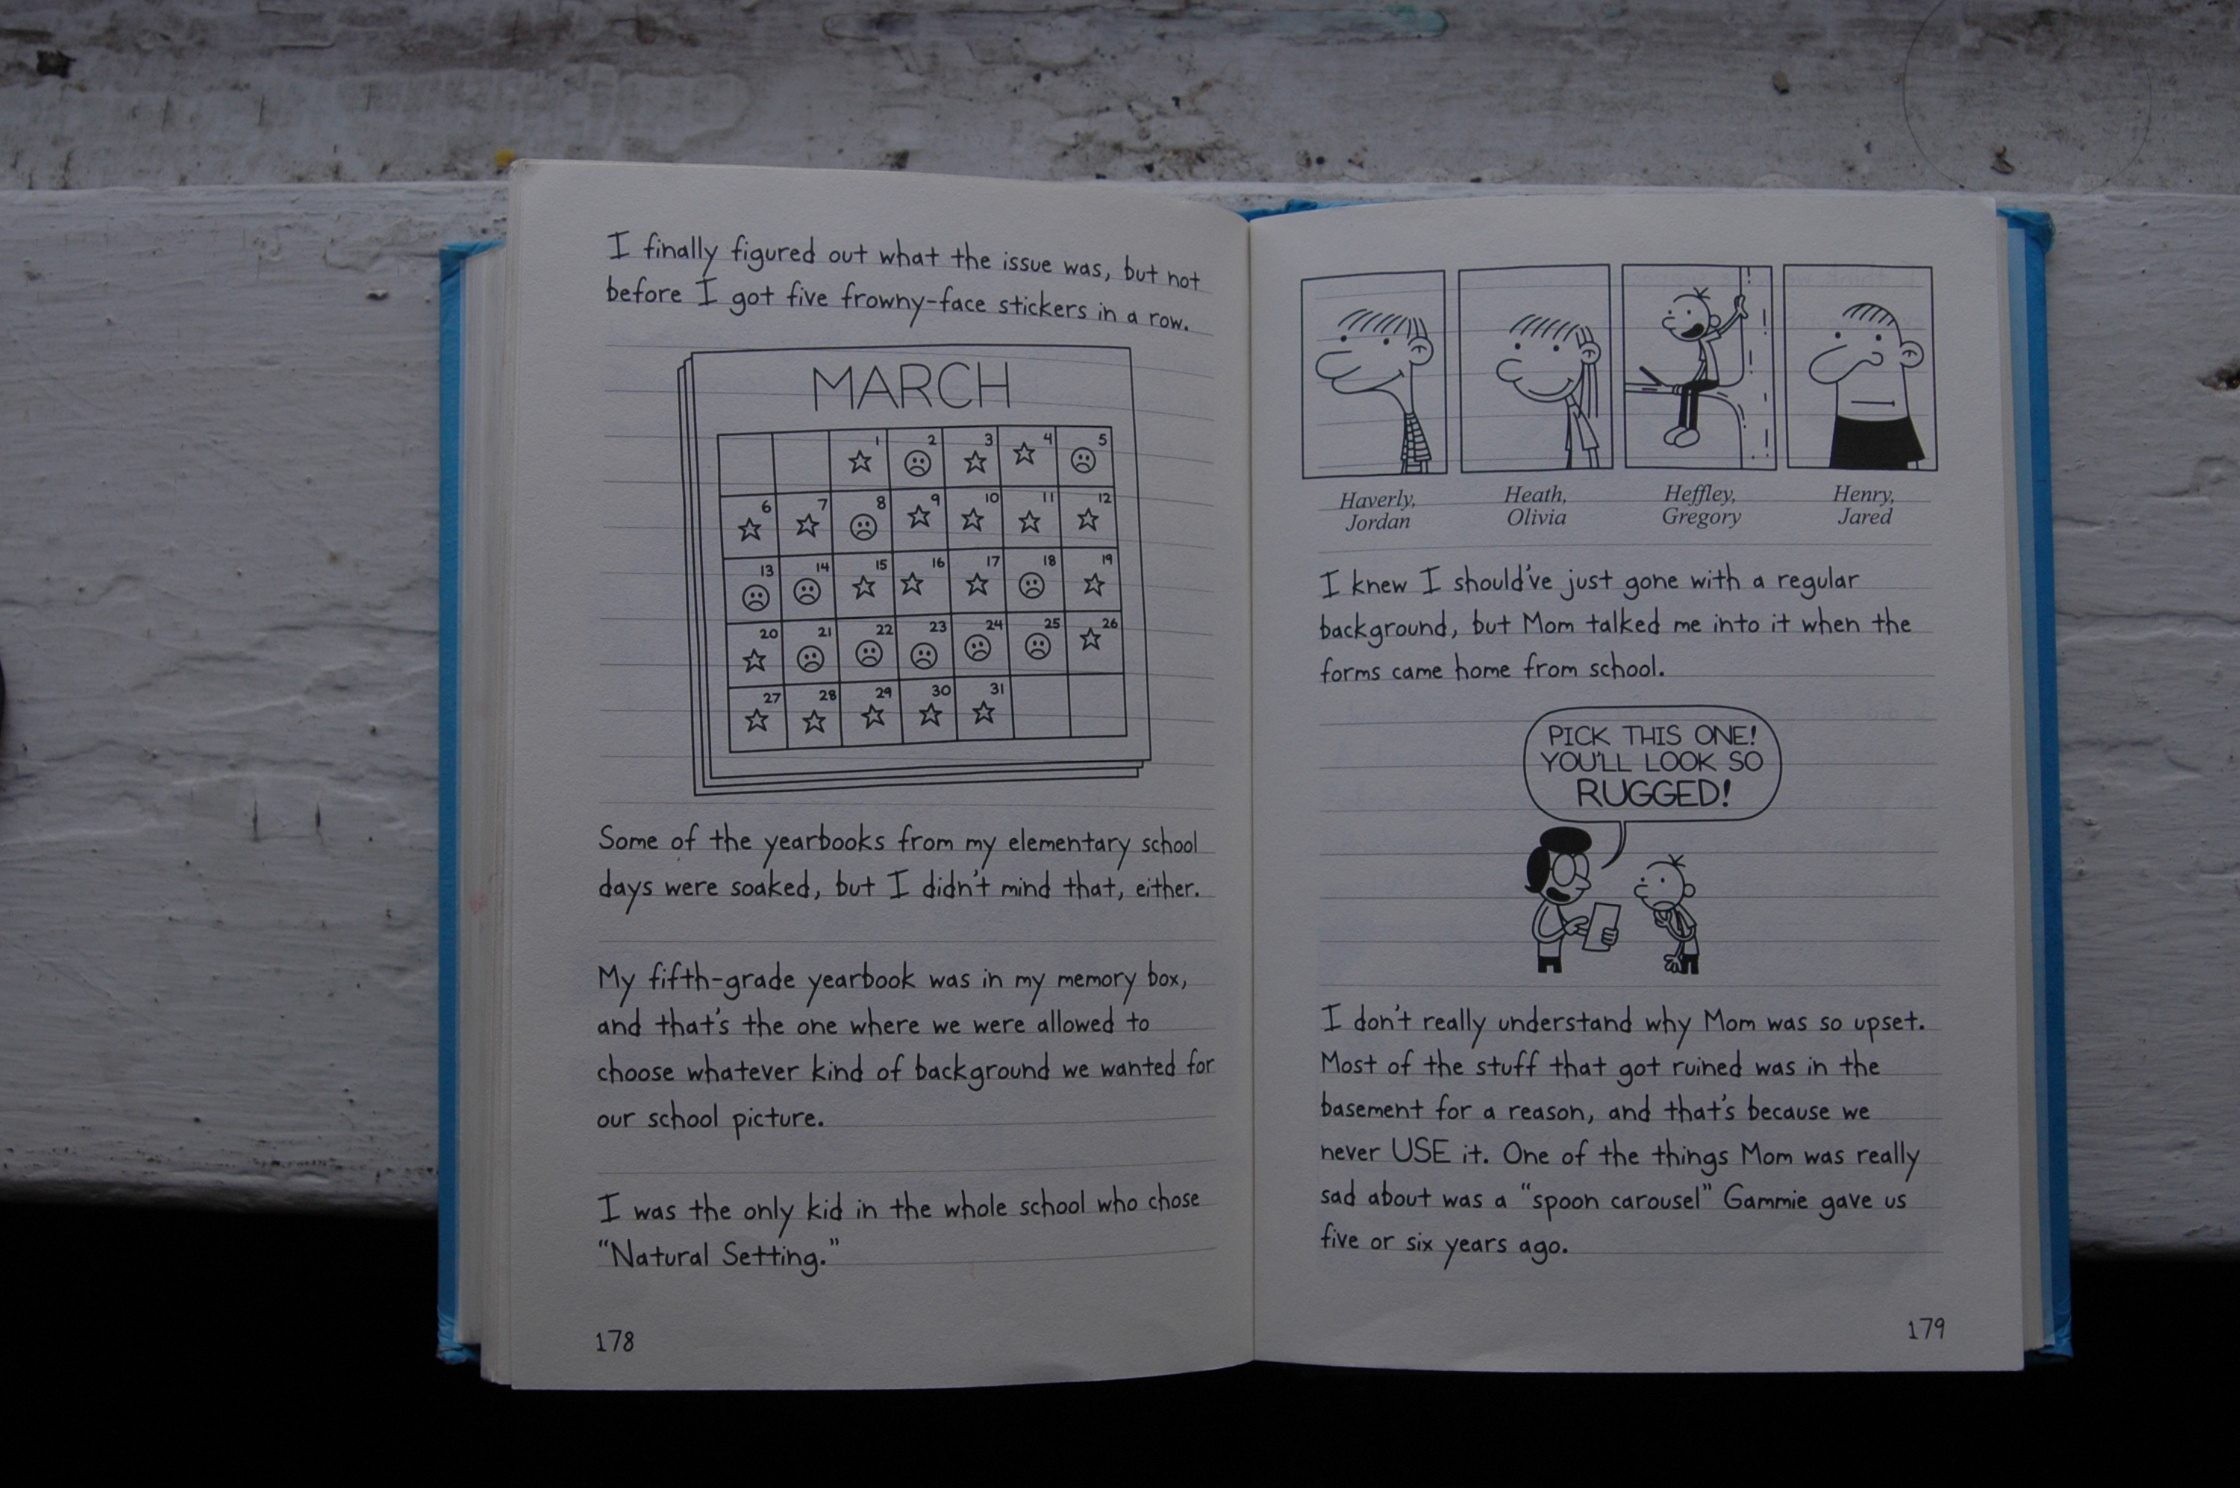 I finally figured out what the issue was, but not
before I got five frowny-face stickers in a row.
MARCH
1 2 3 4 5
6 7 8 9 10 11 12
13 14 15 16 17 18 19
20 21 22 23 24 25 26
27 28 29 30 31
Some of the yearbooks from my elementary school
days were soaked, but I didn't mind that, either.
My fifth-grade yearbook was in my memory box,
and that's the one where we were allowed to
choose whatever kind of background we wanted for
our school picture.
I was the only kid in the whole school who chose
"Natural Setting."
178
Haverly,
Jordan
Heath,
Olivia
Heffley,
Gregory
Henry,
Jared
I knew I should've just gone with a regular
background, but Mom talked me into it when the
forms came home from school.
PICK THIS ONE!
YOU'LL LOOK SO
RUGGED!
I don't really understand why Mom was so upset.
Most of the stuff that got ruined was in the
basement for a reason, and that's because we
never USE it. One of the things Mom was really
sad about was a "spoon carousel" Gammie gave us
five or six years ago.
179